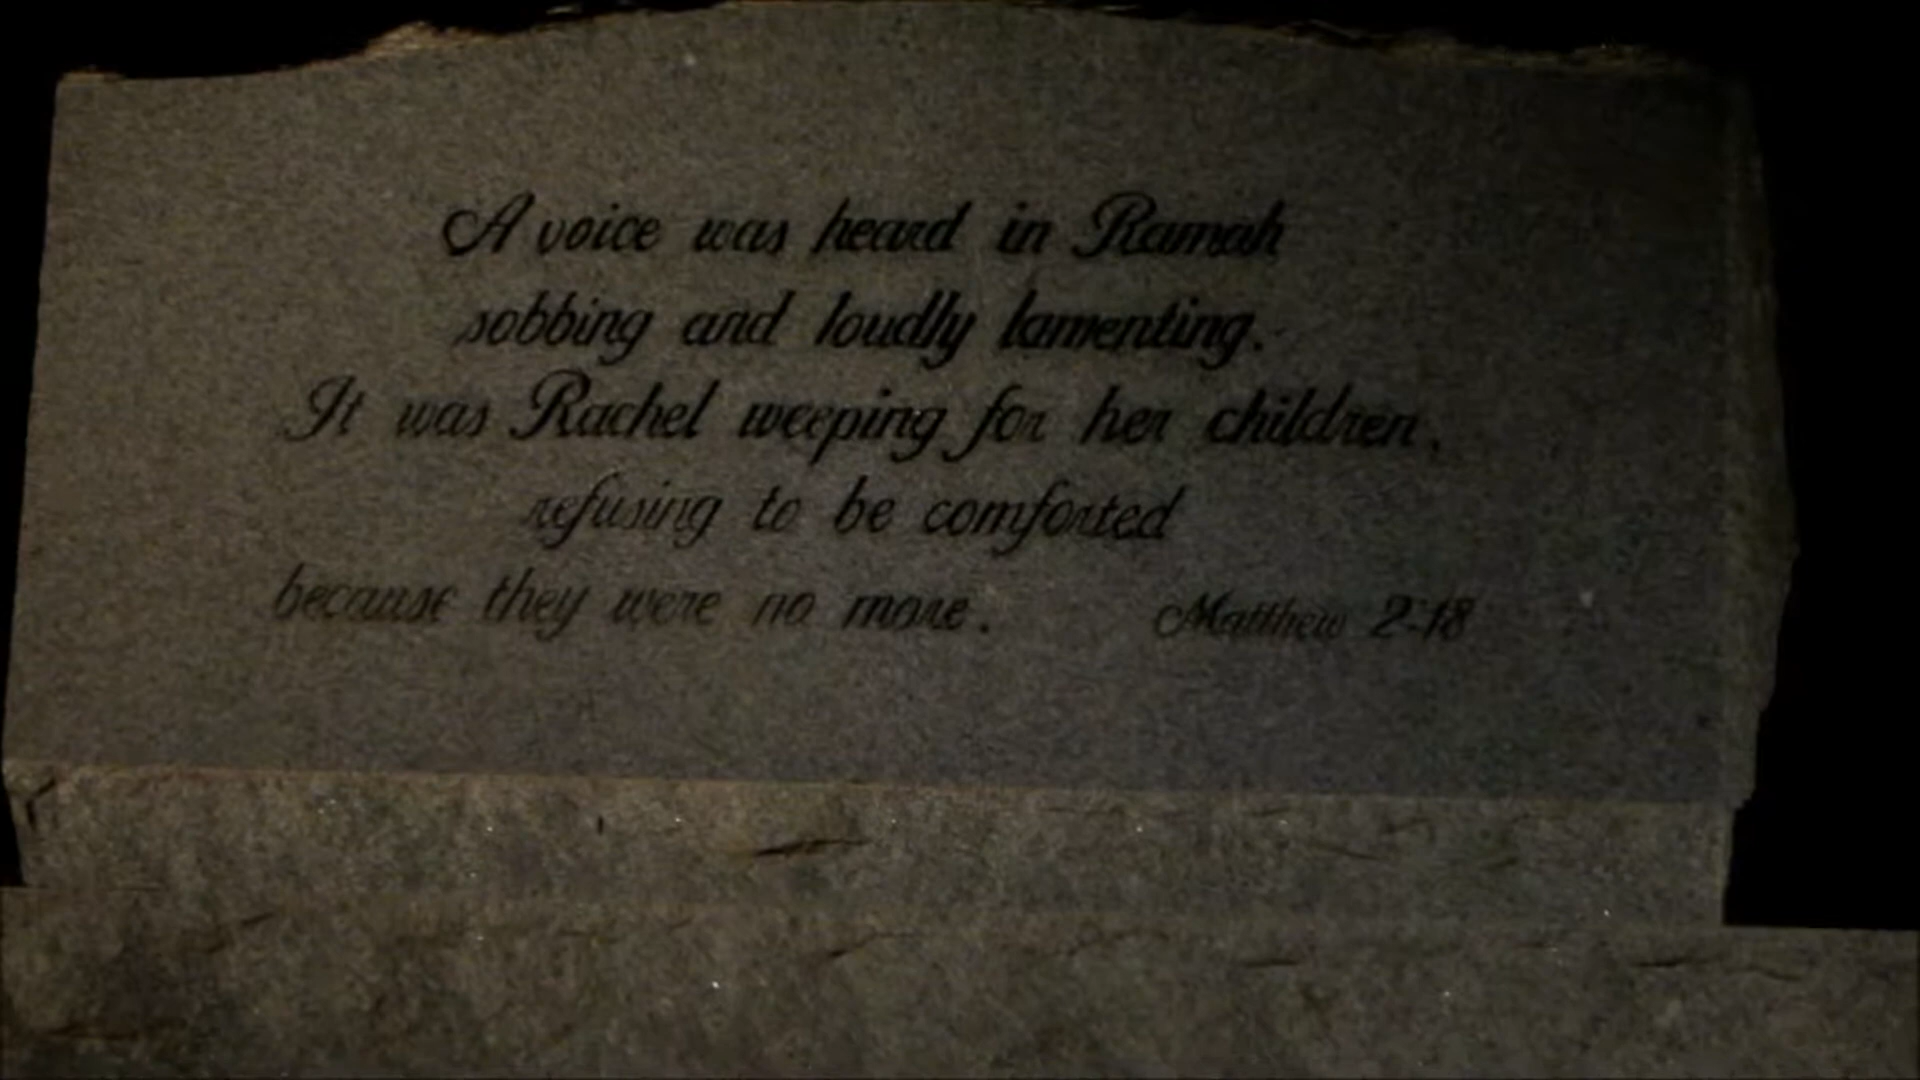 A voice was heard in Ramah
sobbing and loudly lamenting.
It was Rachel weeping for her children,
refusing to be comforted
because they were no more. Matthew 2:18